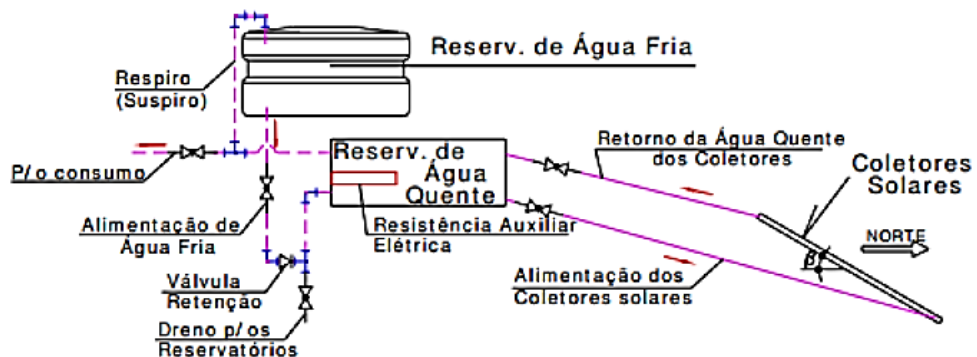 Reserv. de Água Fria
Respiro
(Suspiro)
P/o consumo
Reserv. de
Água
Quente
Retorno da Água Quente
dos Coletores
Coletores
Solares
NORTE
β
Alimentação de
Água Fria
Resistência Auxiliar
Elétrica
Válvula
Retenção
Alimentação dos
Coletores solares
Dreno p/os
Reservatórios